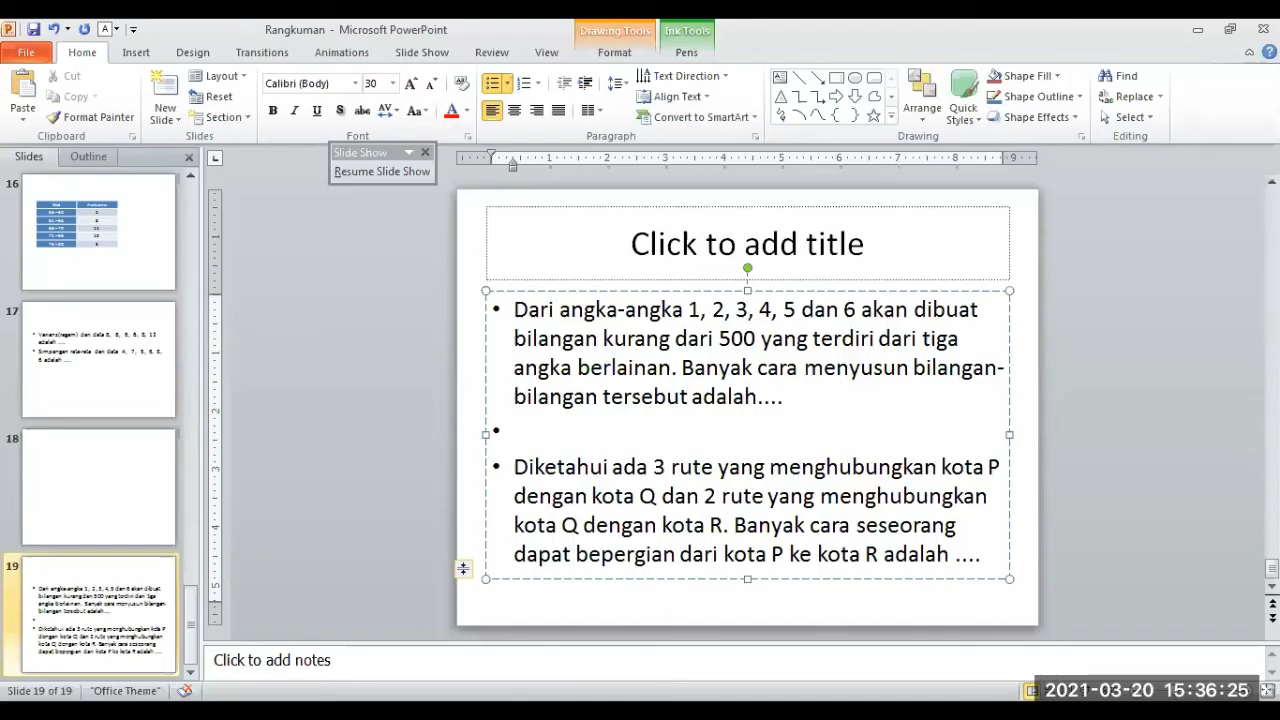 Rangkuman - Microsoft PowerPoint
Drawing Tools
Ink Tools
File
Home
Insert
Design
Transitions
Animations
Slide Show
Review
View
Format
Pens
Paste
Cut
Copy
Format Painter
Clipboard
New
Slide
Layout
Reset
Section
Slides
Calibri (Body)
30
Font
Text Direction
Align Text
Convert to SmartArt
Paragraph
Arrange
Quick
Styles
Shape Fill
Shape Outline
Shape Effects
Drawing
Find
Replace
Select
Editing
Slides
Outline
Slide Show
Resume Slide Show
16
17
18
19
Click to add title
• Dari angka-angka 1, 2, 3, 4, 5 dan 6 akan dibuat
bilangan kurang dari 500 yang terdiri dari tiga
angka berlainan. Banyak cara menyusun bilangan-
bilangan tersebut adalah....
•
• Diketahui ada 3 rute yang menghubungkan kota P
dengan kota Q dan 2 rute yang menghubungkan
kota Q dengan kota R. Banyak cara seseorang
dapat bepergian dari kota P ke kota R adalah ....
Click to add notes
Slide 19 of 19
"Office Theme"
2021-03-20 15:36:25